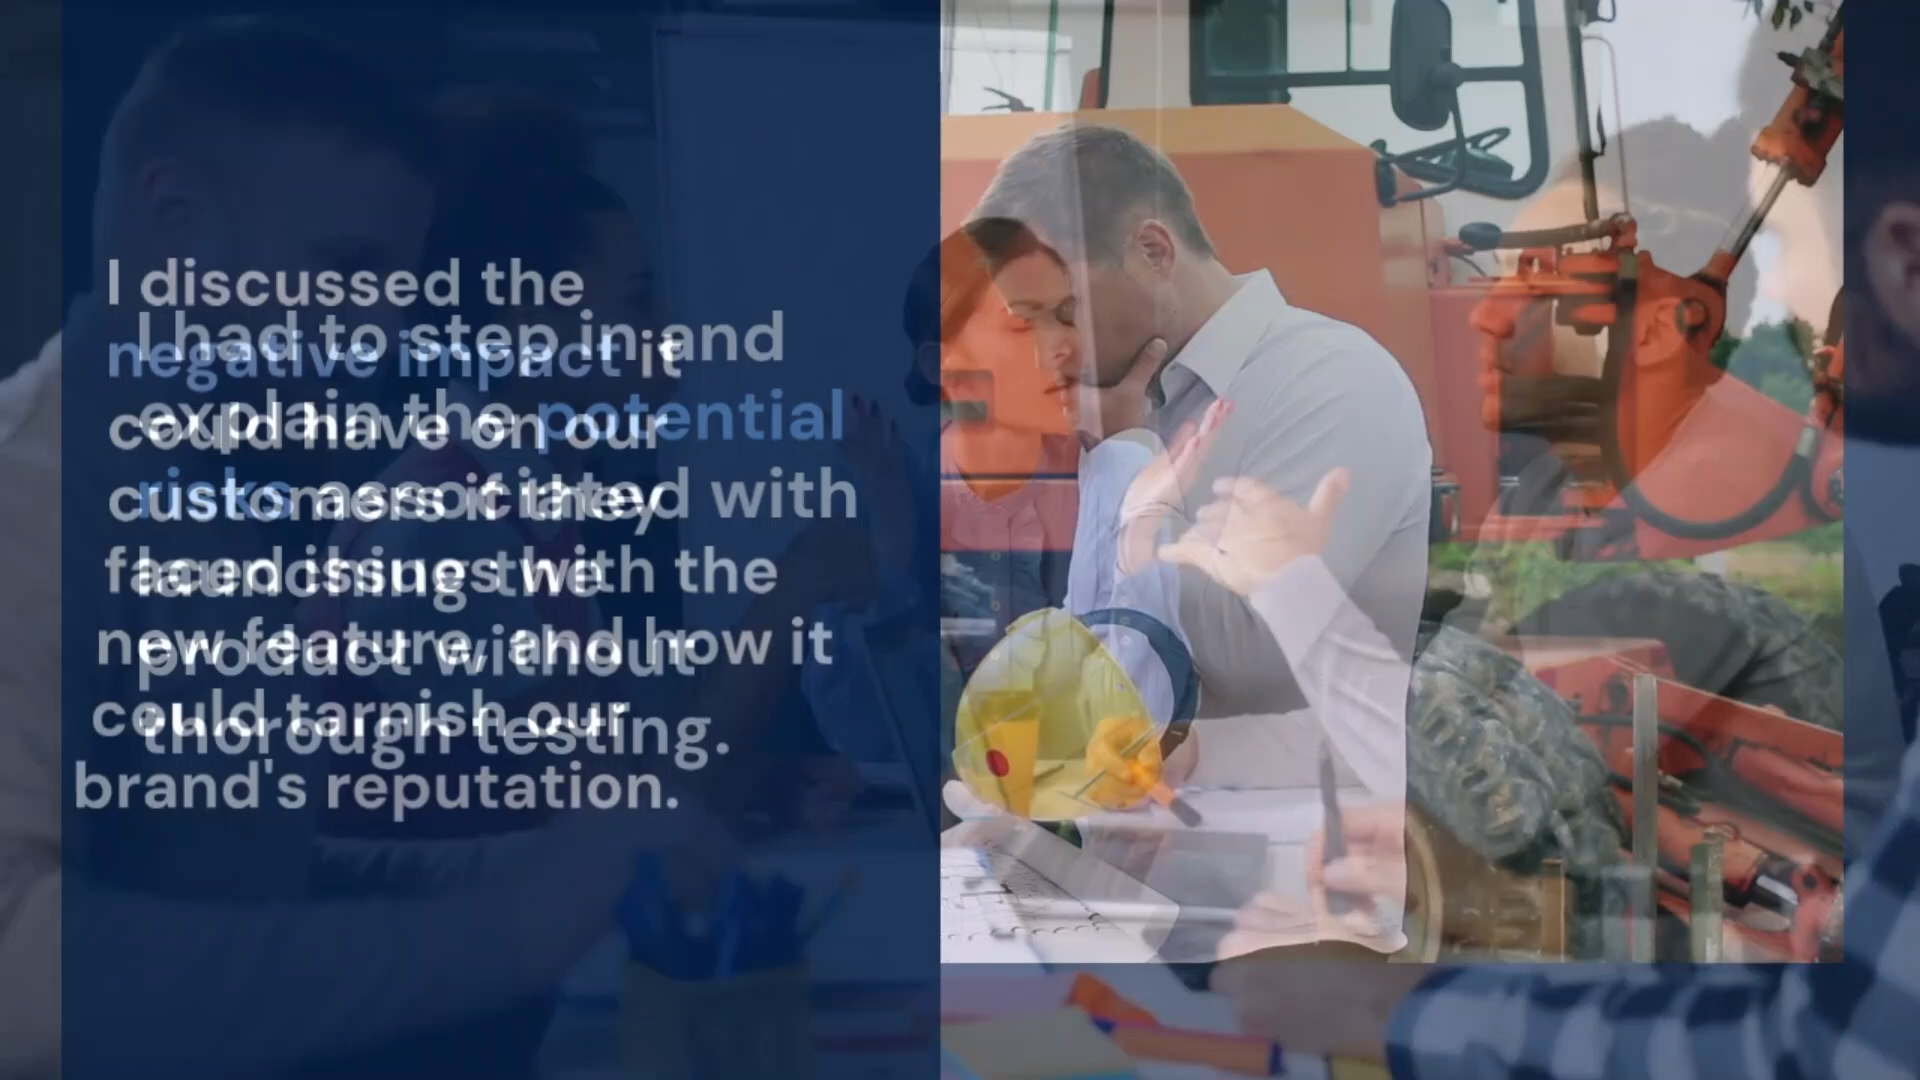 I had to step in and
explain the potential
risks associated with
launching the
product without
thorough testing.
I discussed the
negative impact it
could have on our
customers if they
faced issues with the
new feature, and how it
could tarnish our
brand's reputation.